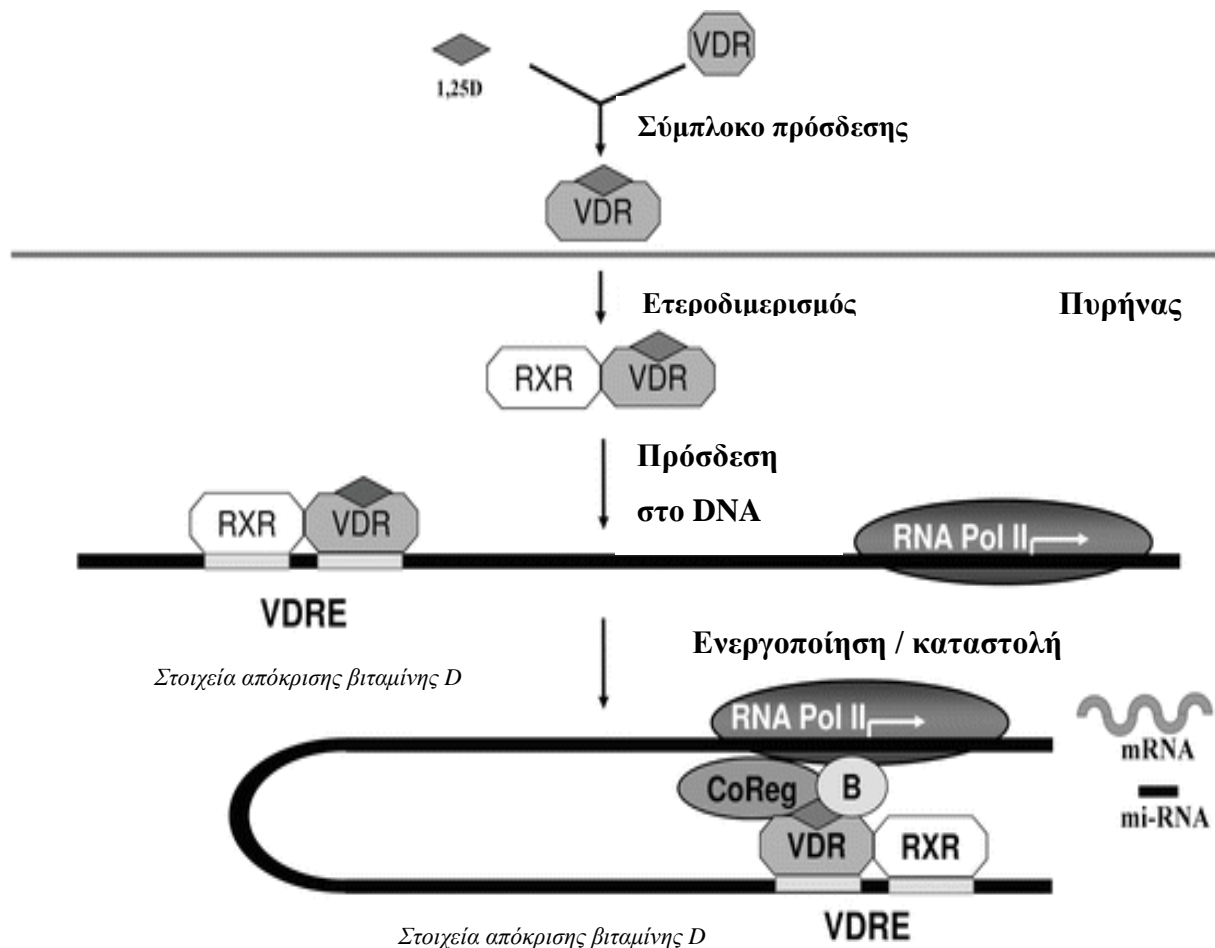 VDR
1,25D
Σύμπλοκο πρόσδεσης
VDR
Ετεροδιμερισμός
Πυρήνας
RXR
VDR
Πρόσδεση
στο DNA
RXR
VDR
RNA Pol II
VDRE
Ενεργοποίηση / καταστολή
Στοιχεία απόκρισης βιταμίνης D
RNA Pol II
mRNA
CoReg
B
mi-RNA
VDR
RXR
VDRE
Στοιχεία απόκρισης βιταμίνης D